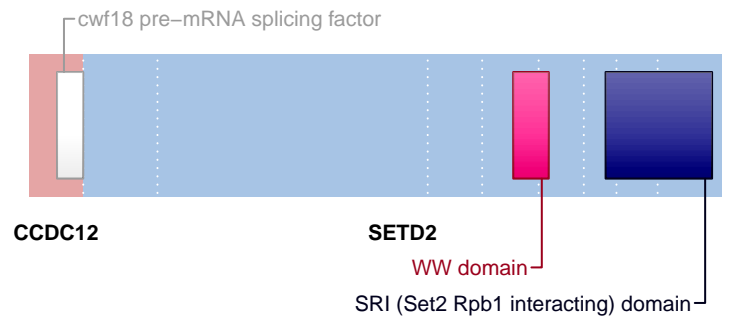 cwf18 pre−mRNA splicing factor
CCDC12 SETD2
WW domain
SRI (Set2 Rpb1 interacting) domain